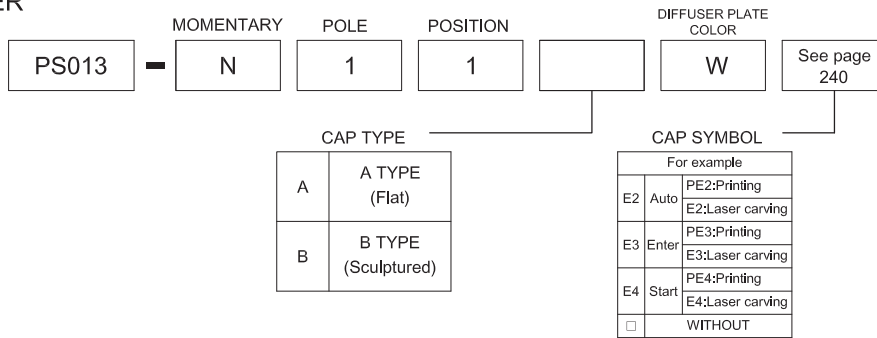 ER
MOMENTARY POLE POSITION DIFFUSER PLATE
COLOR
PS013 - N 1 1 W See page
240
CAP TYPE
A A TYPE
(Flat)
B B TYPE
(Sculptured)
CAP SYMBOL
For example
E2 Auto PE2:Printing
E2:Laser carving
E3 Enter PE3:Printing
E3:Laser carving
E4 Start PE4:Printing
E4:Laser carving
□ WITHOUT